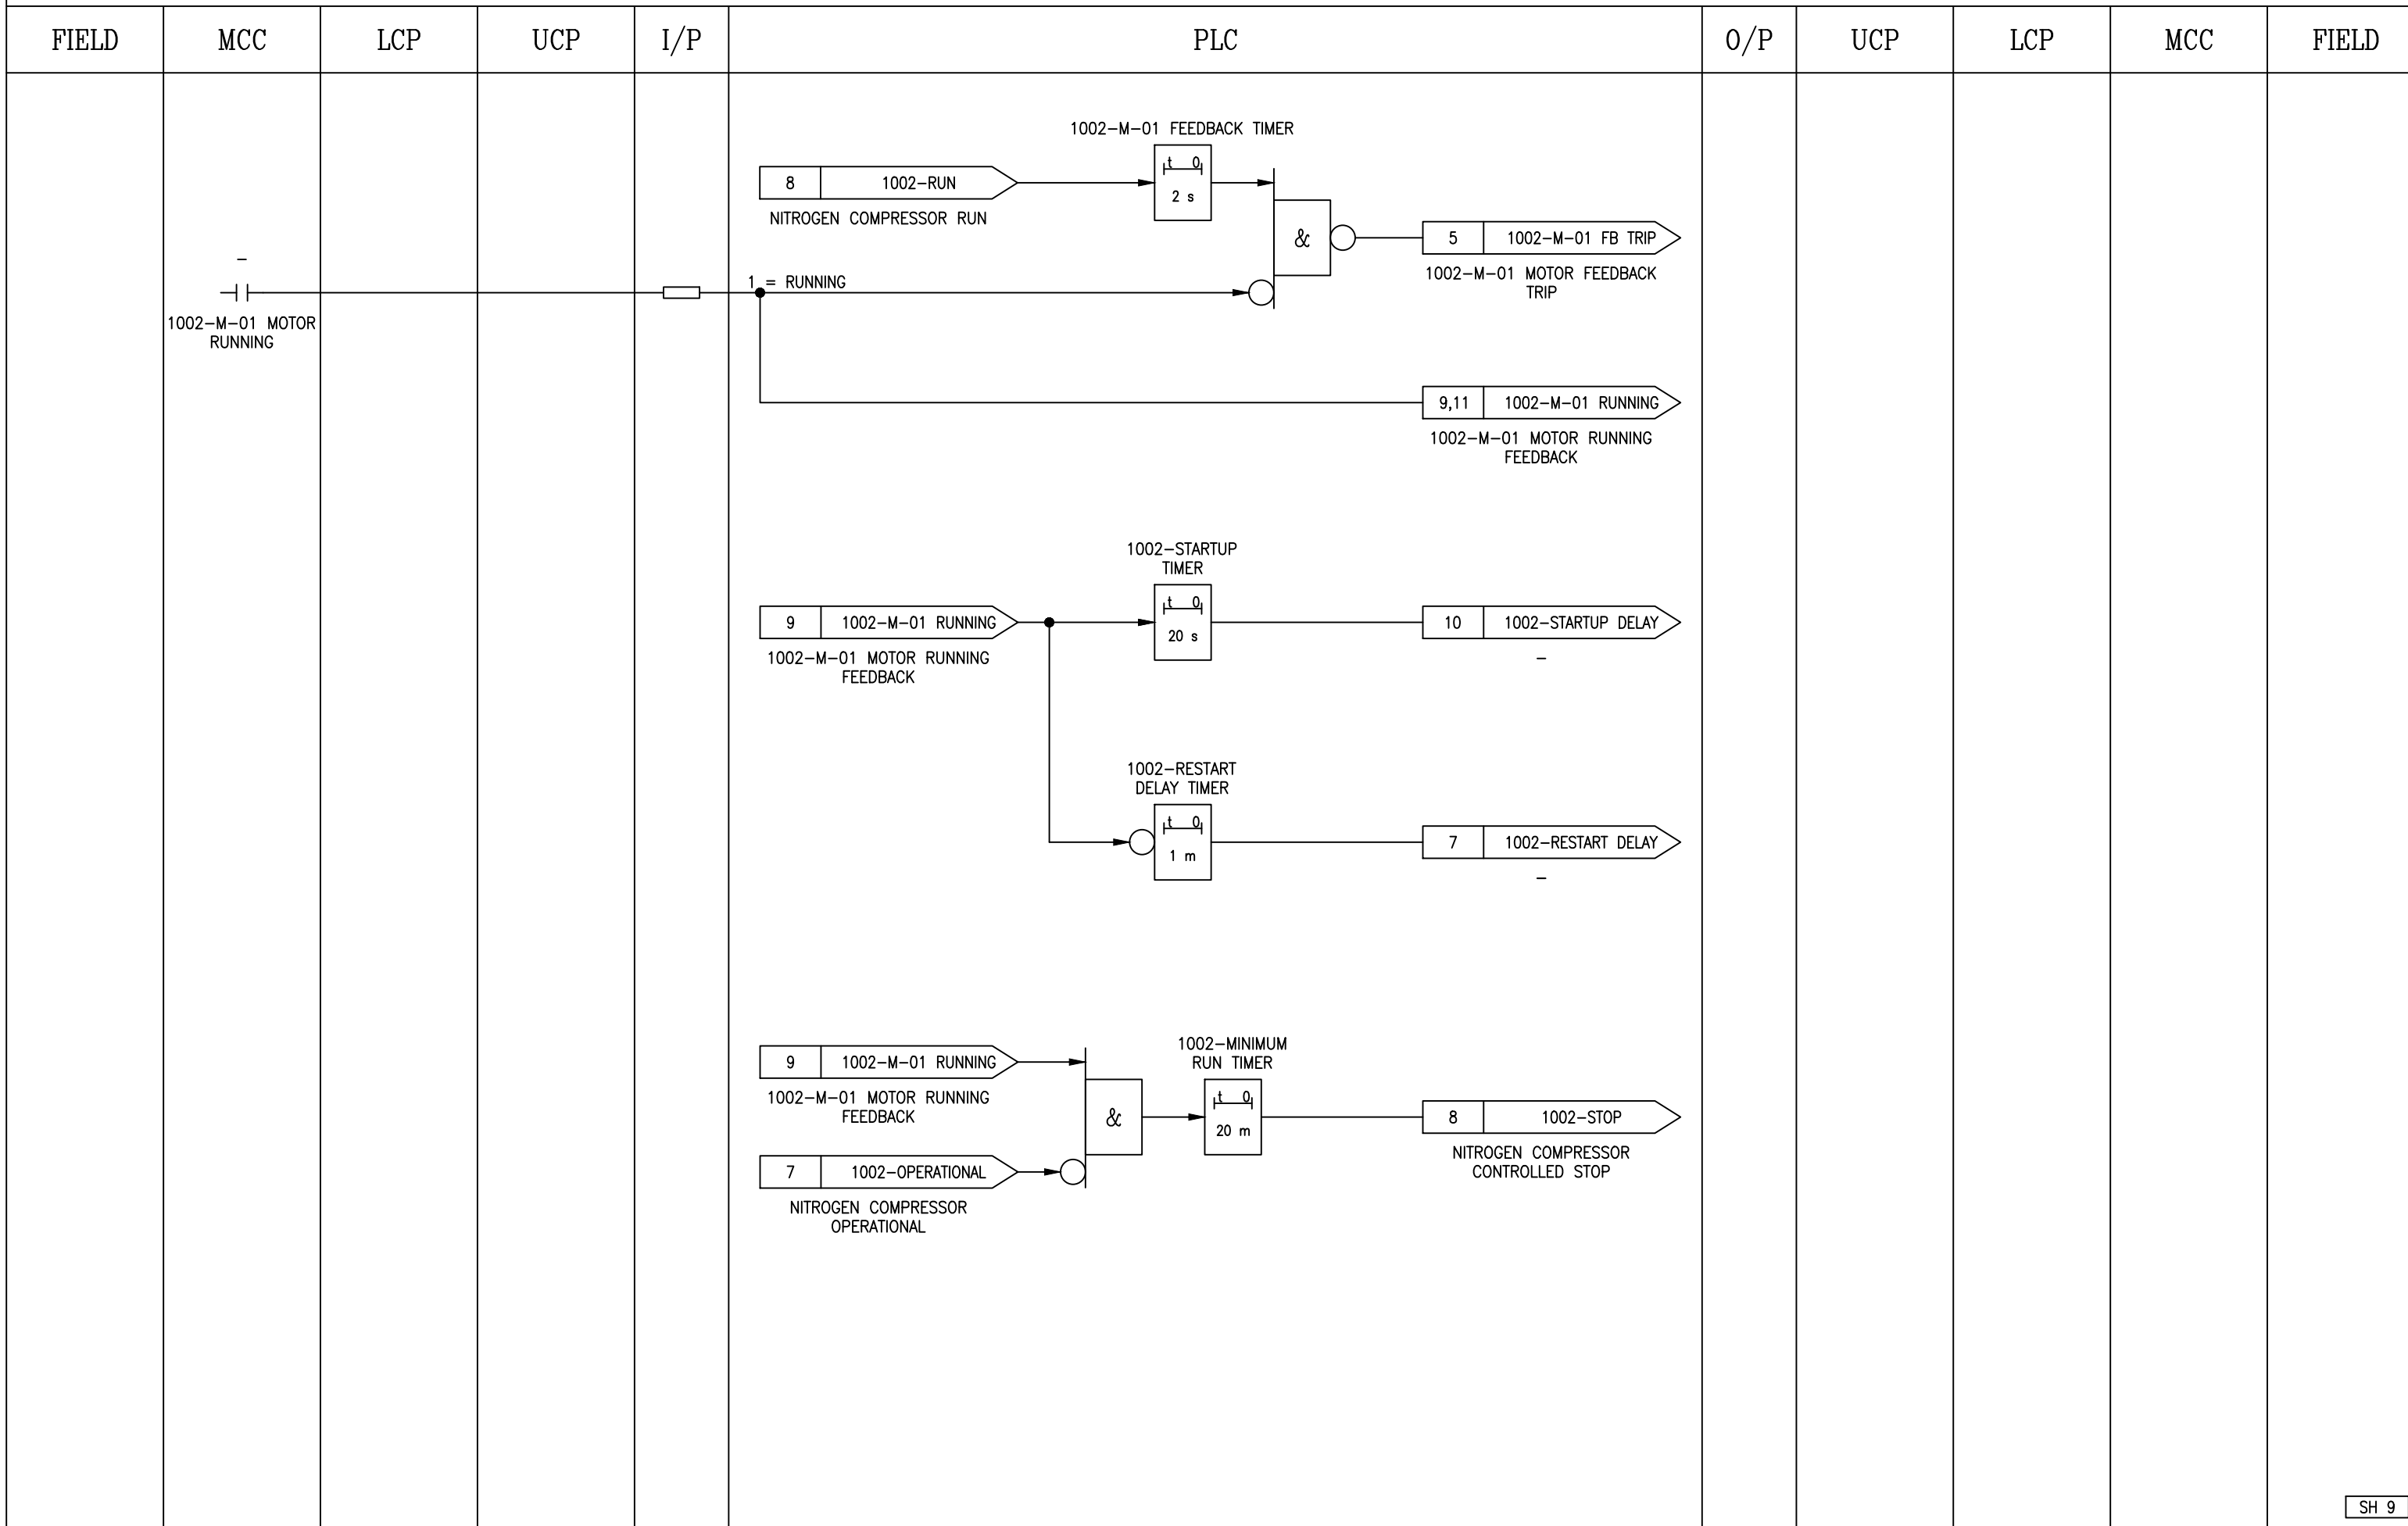 FIELD MCC LCP UCP I/P PLC O/P UCP LCP MCC FIELD
1002-M-01 FEEDBACK TIMER
t 0
2 s
8 1002-RUN
NITROGEN COMPRESSOR RUN
&
5 1002-M-01 FB TRIP
1002-M-01 MOTOR FEEDBACK
TRIP
-
1 = RUNNING
1002-M-01 MOTOR
RUNNING
9,11 1002-M-01 RUNNING
1002-M-01 MOTOR RUNNING
FEEDBACK
1002-STARTUP
TIMER
t 0
20 s
9 1002-M-01 RUNNING
1002-M-01 MOTOR RUNNING
FEEDBACK
10 1002-STARTUP DELAY
-
1002-RESTART
DELAY TIMER
t 0
1 m
7 1002-RESTART DELAY
-
9 1002-M-01 RUNNING
1002-M-01 MOTOR RUNNING
FEEDBACK
&
1002-MINIMUM
RUN TIMER
t 0
20 m
8 1002-STOP
NITROGEN COMPRESSOR
CONTROLLED STOP
7 1002-OPERATIONAL
NITROGEN COMPRESSOR
OPERATIONAL
SH 9